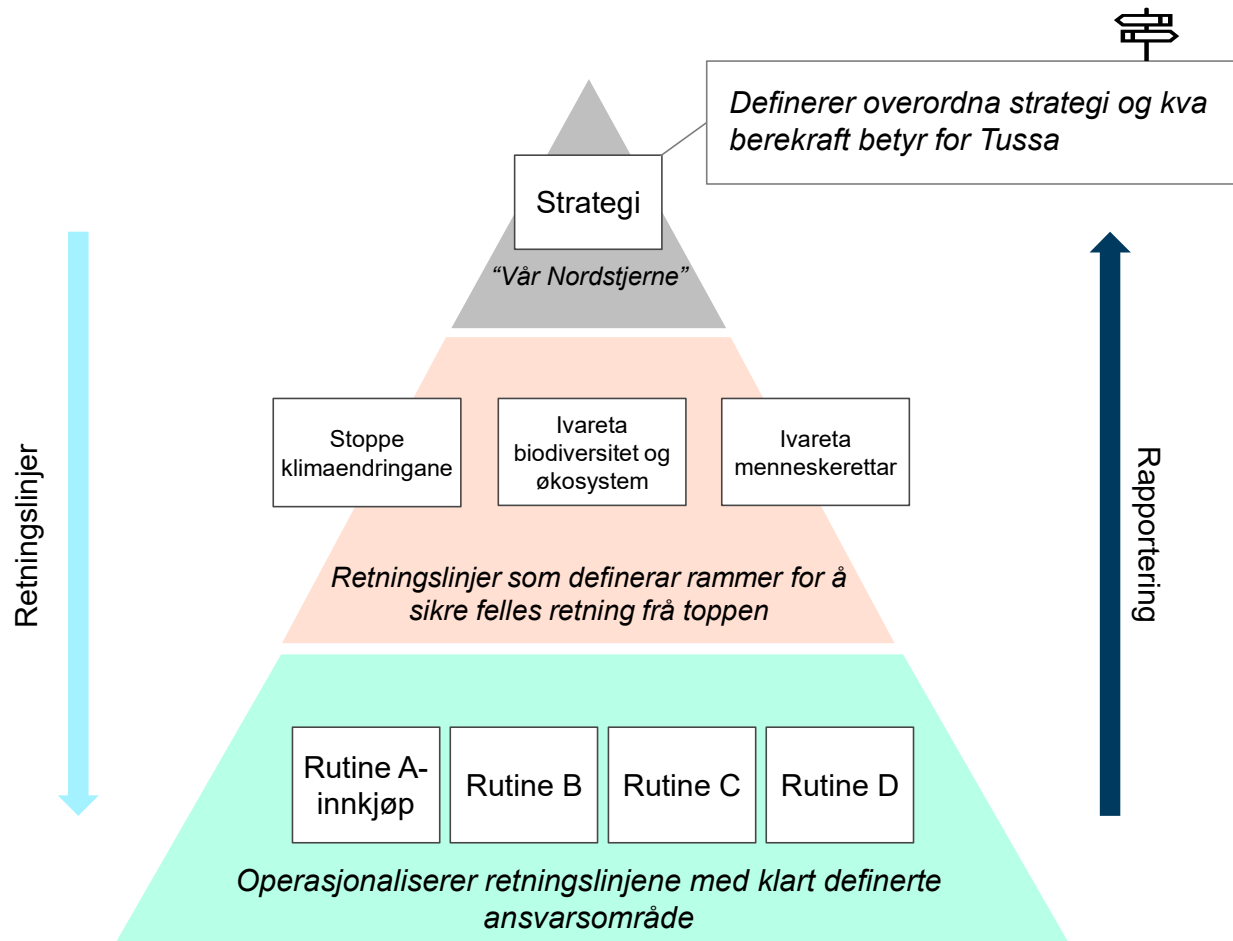 Definerer overordna strategi og kva
berekraft betyr for Tussa
Strategi
“Vår Nordstjerne”
Retningslinjer
Rapportering
Stoppe
klimaendringane
Ivareta
biodiversitet og
økosystem
Ivareta
menneskerettar
Retningslinjer som definerar rammer for å
sikre felles retning frå toppen
Rutine A-
innkjøp
Rutine B
Rutine C
Rutine D
Operasjonaliserer retningslinjene med klart definerte
ansvarsområde